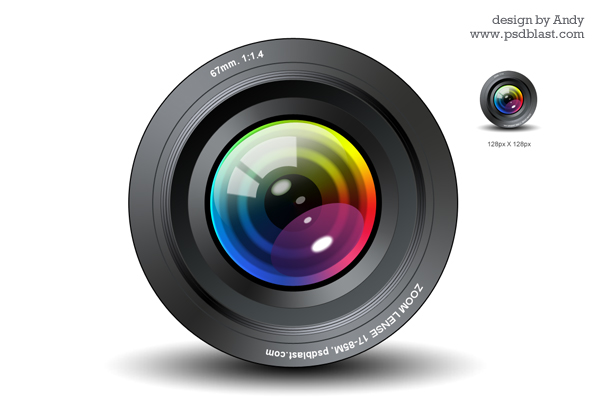 design by Andy
www.psdblast.com
67mm. 1:1.4
128px X 128px
ZOOM LENSE 17-85M, psdblast.com